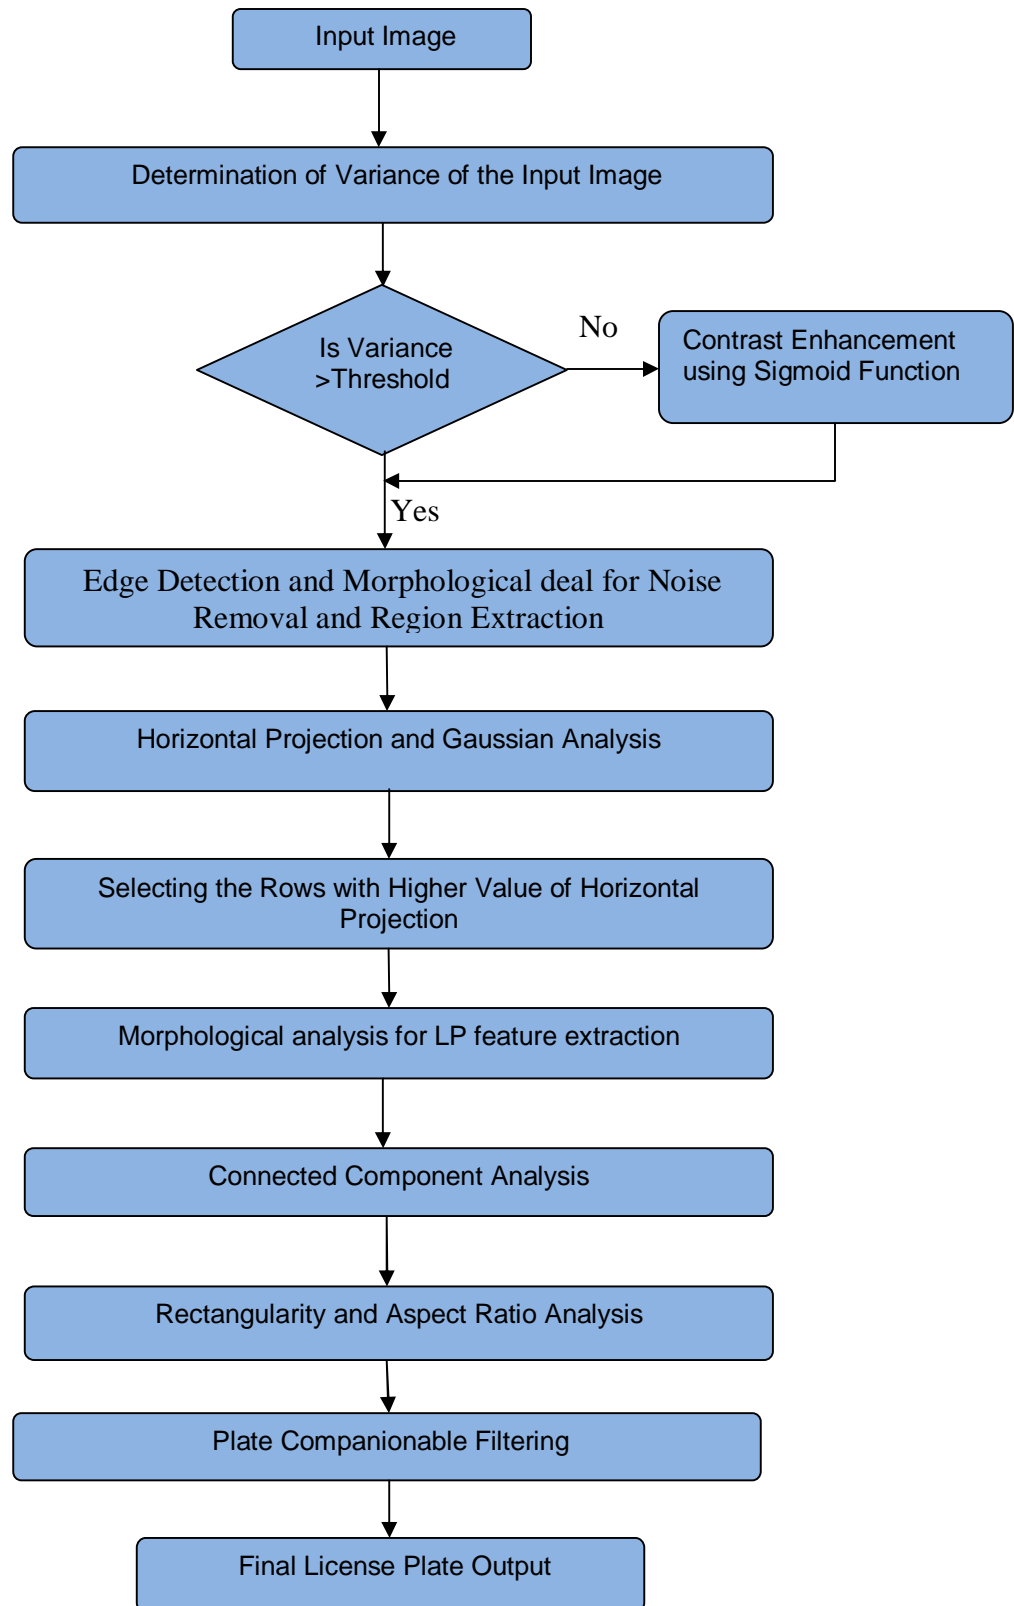 Input Image
Determination of Variance of the Input Image
Is Variance
>Threshold
No
Contrast Enhancement
using Sigmoid Function
Yes
Edge Detection and Morphological deal for Noise
Removal and Region Extraction
Horizontal Projection and Gaussian Analysis
Selecting the Rows with Higher Value of Horizontal
Projection
Morphological analysis for LP feature extraction
Connected Component Analysis
Rectangularity and Aspect Ratio Analysis
Plate Companionable Filtering
Final License Plate Output